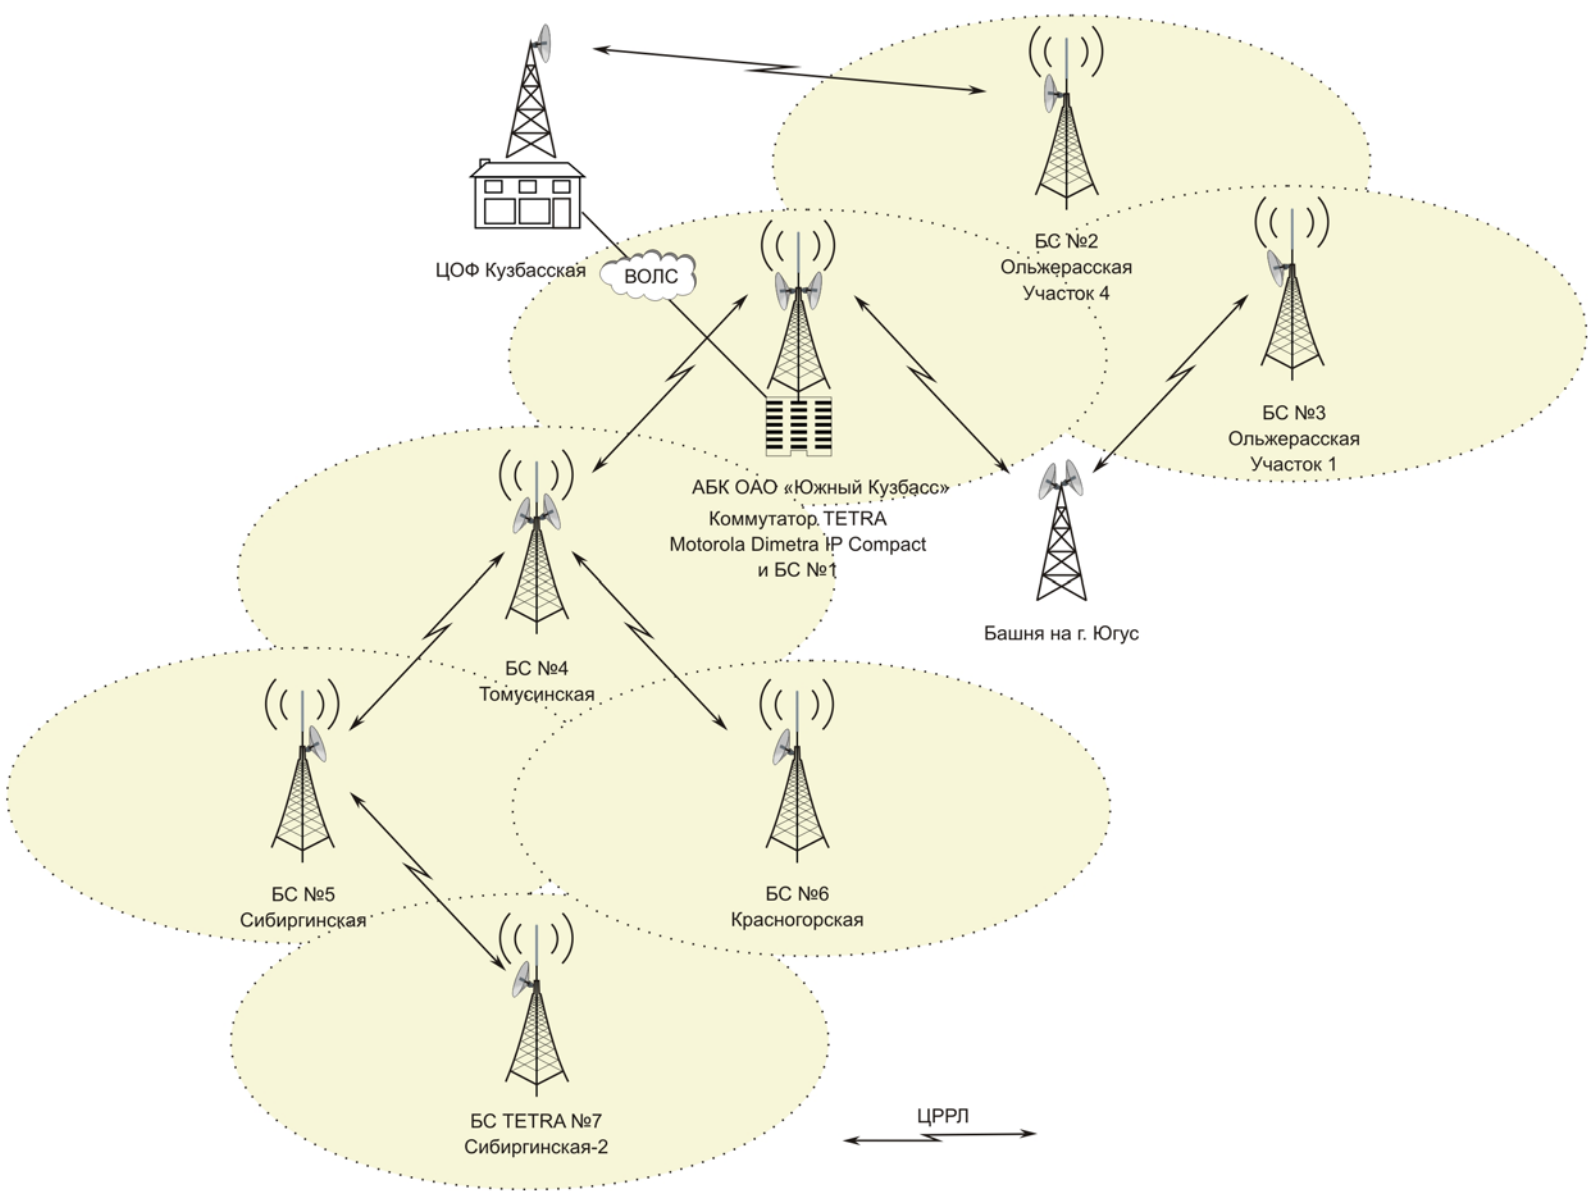 БС №2
Ольжерасская
Участок 4
ЦОФ Кузбасская
ВОЛС
БС №3
Ольжерасская
Участок 1
АБК ОАО «Южный Кузбасс»
Коммутатор TETRA
Motorola Dimetra IP Compact
и БС №1
Башня на г. Югус
БС №4
Томусинская
БС №5
Сибиргинская
БС №6
Красногорская
БС TETRA №7
Сибиргинская-2
ЦРРЛ